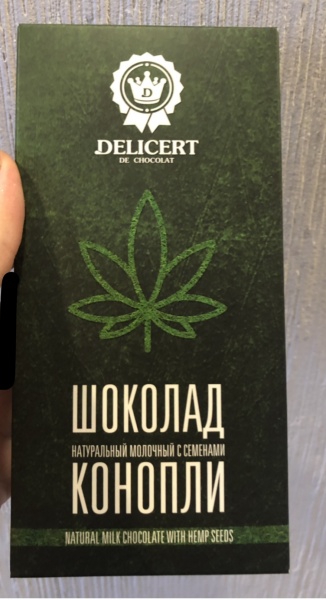 D
DELICERT
DE CHOCOLAT
ШОКОЛАД
НАТУРАЛЬНЫЙ МОЛОЧНЫЙ С СЕМЕНАМИ
КОНОПЛИ
NATURAL MILK CHOCOLATE WITH HEMP SEEDS